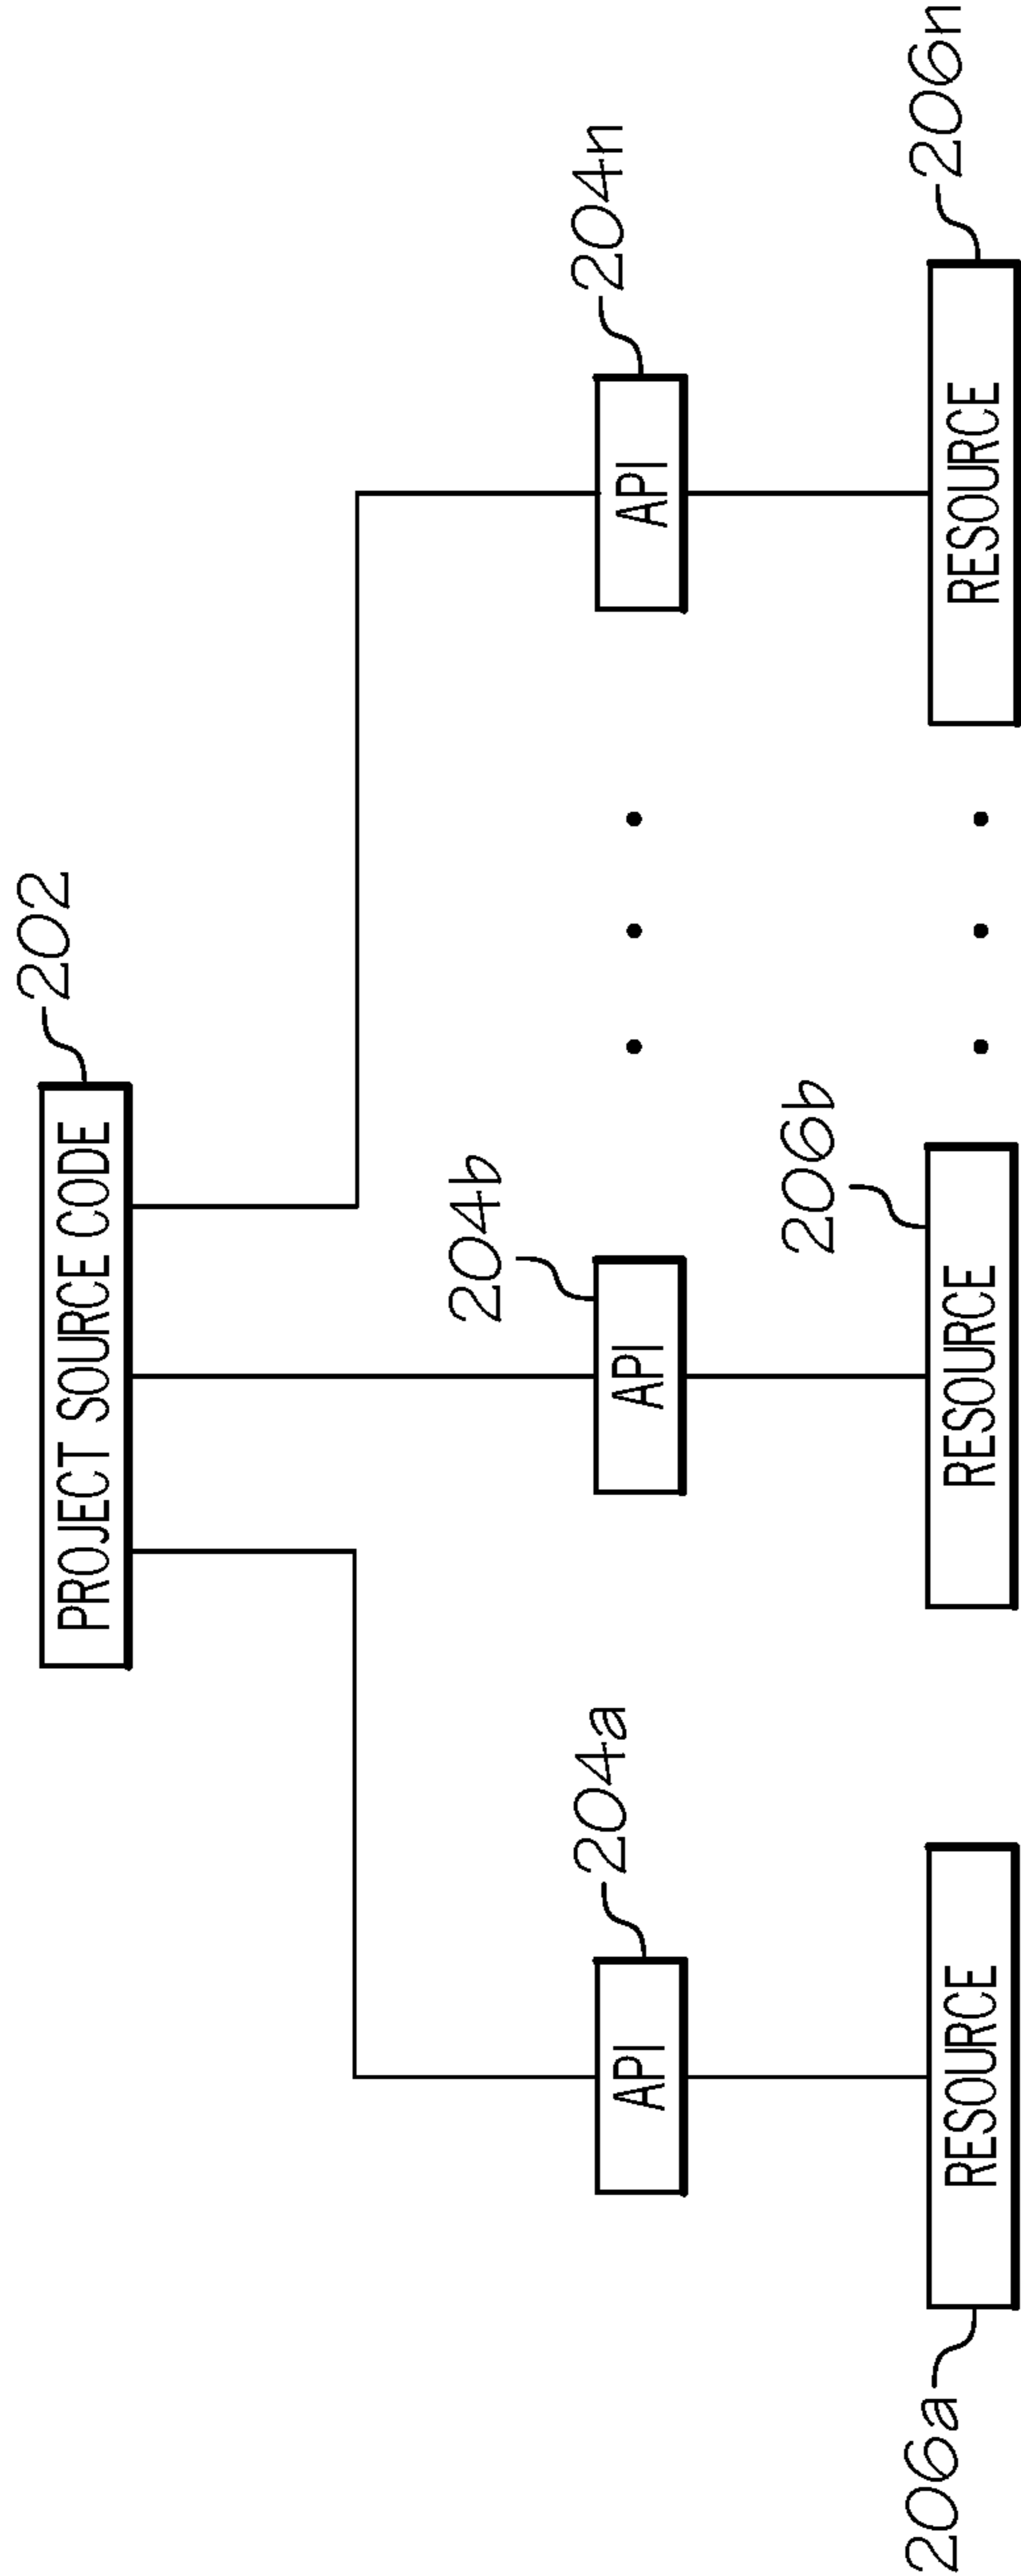 202
PROJECT SOURCE CODE
204a
204b
204n
API
API
API
206a
206b
206n
RESOURCE
RESOURCE
RESOURCE